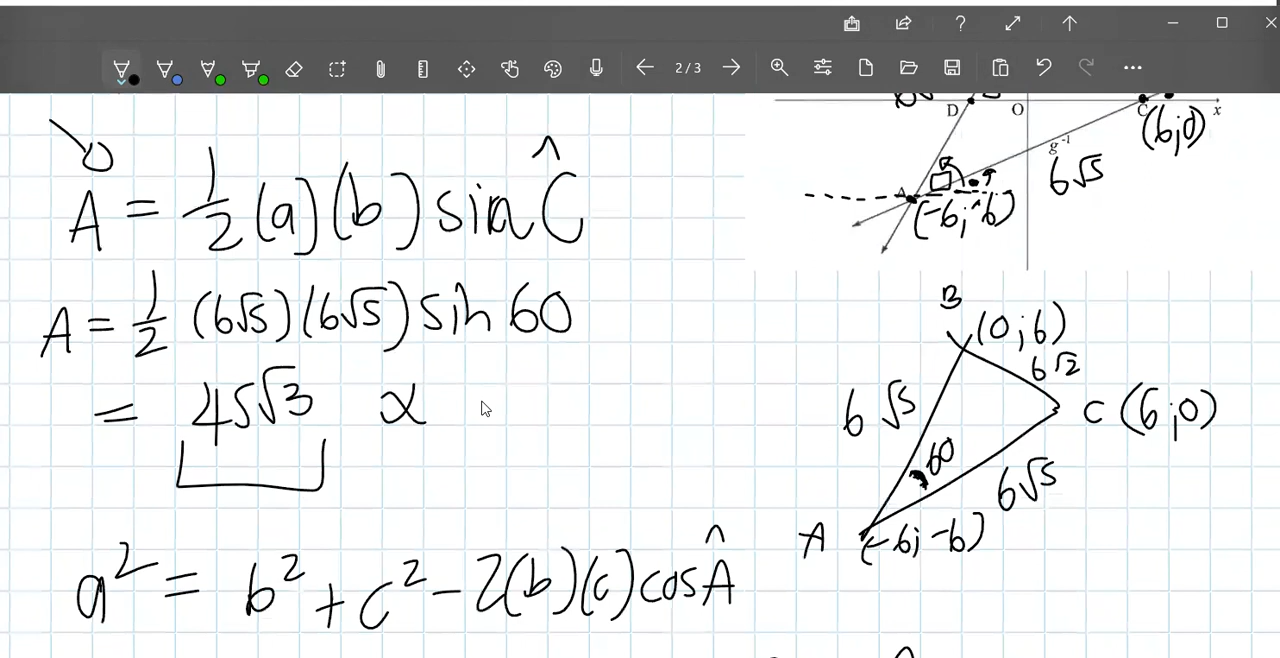 2/3
D O C x
(6;0)
g⁻¹
6√5
A
(-6;-6)
A = 1/2 (a)(b) sin Ĉ
A = 1/2 (6√5)(6√5) sin 60
= 45√3 α
B
(0;6)
6√2
6√5
C (6;0)
60
6√5
A (-6;-6)
a² = b² + c² - 2(b)(c) cos Â